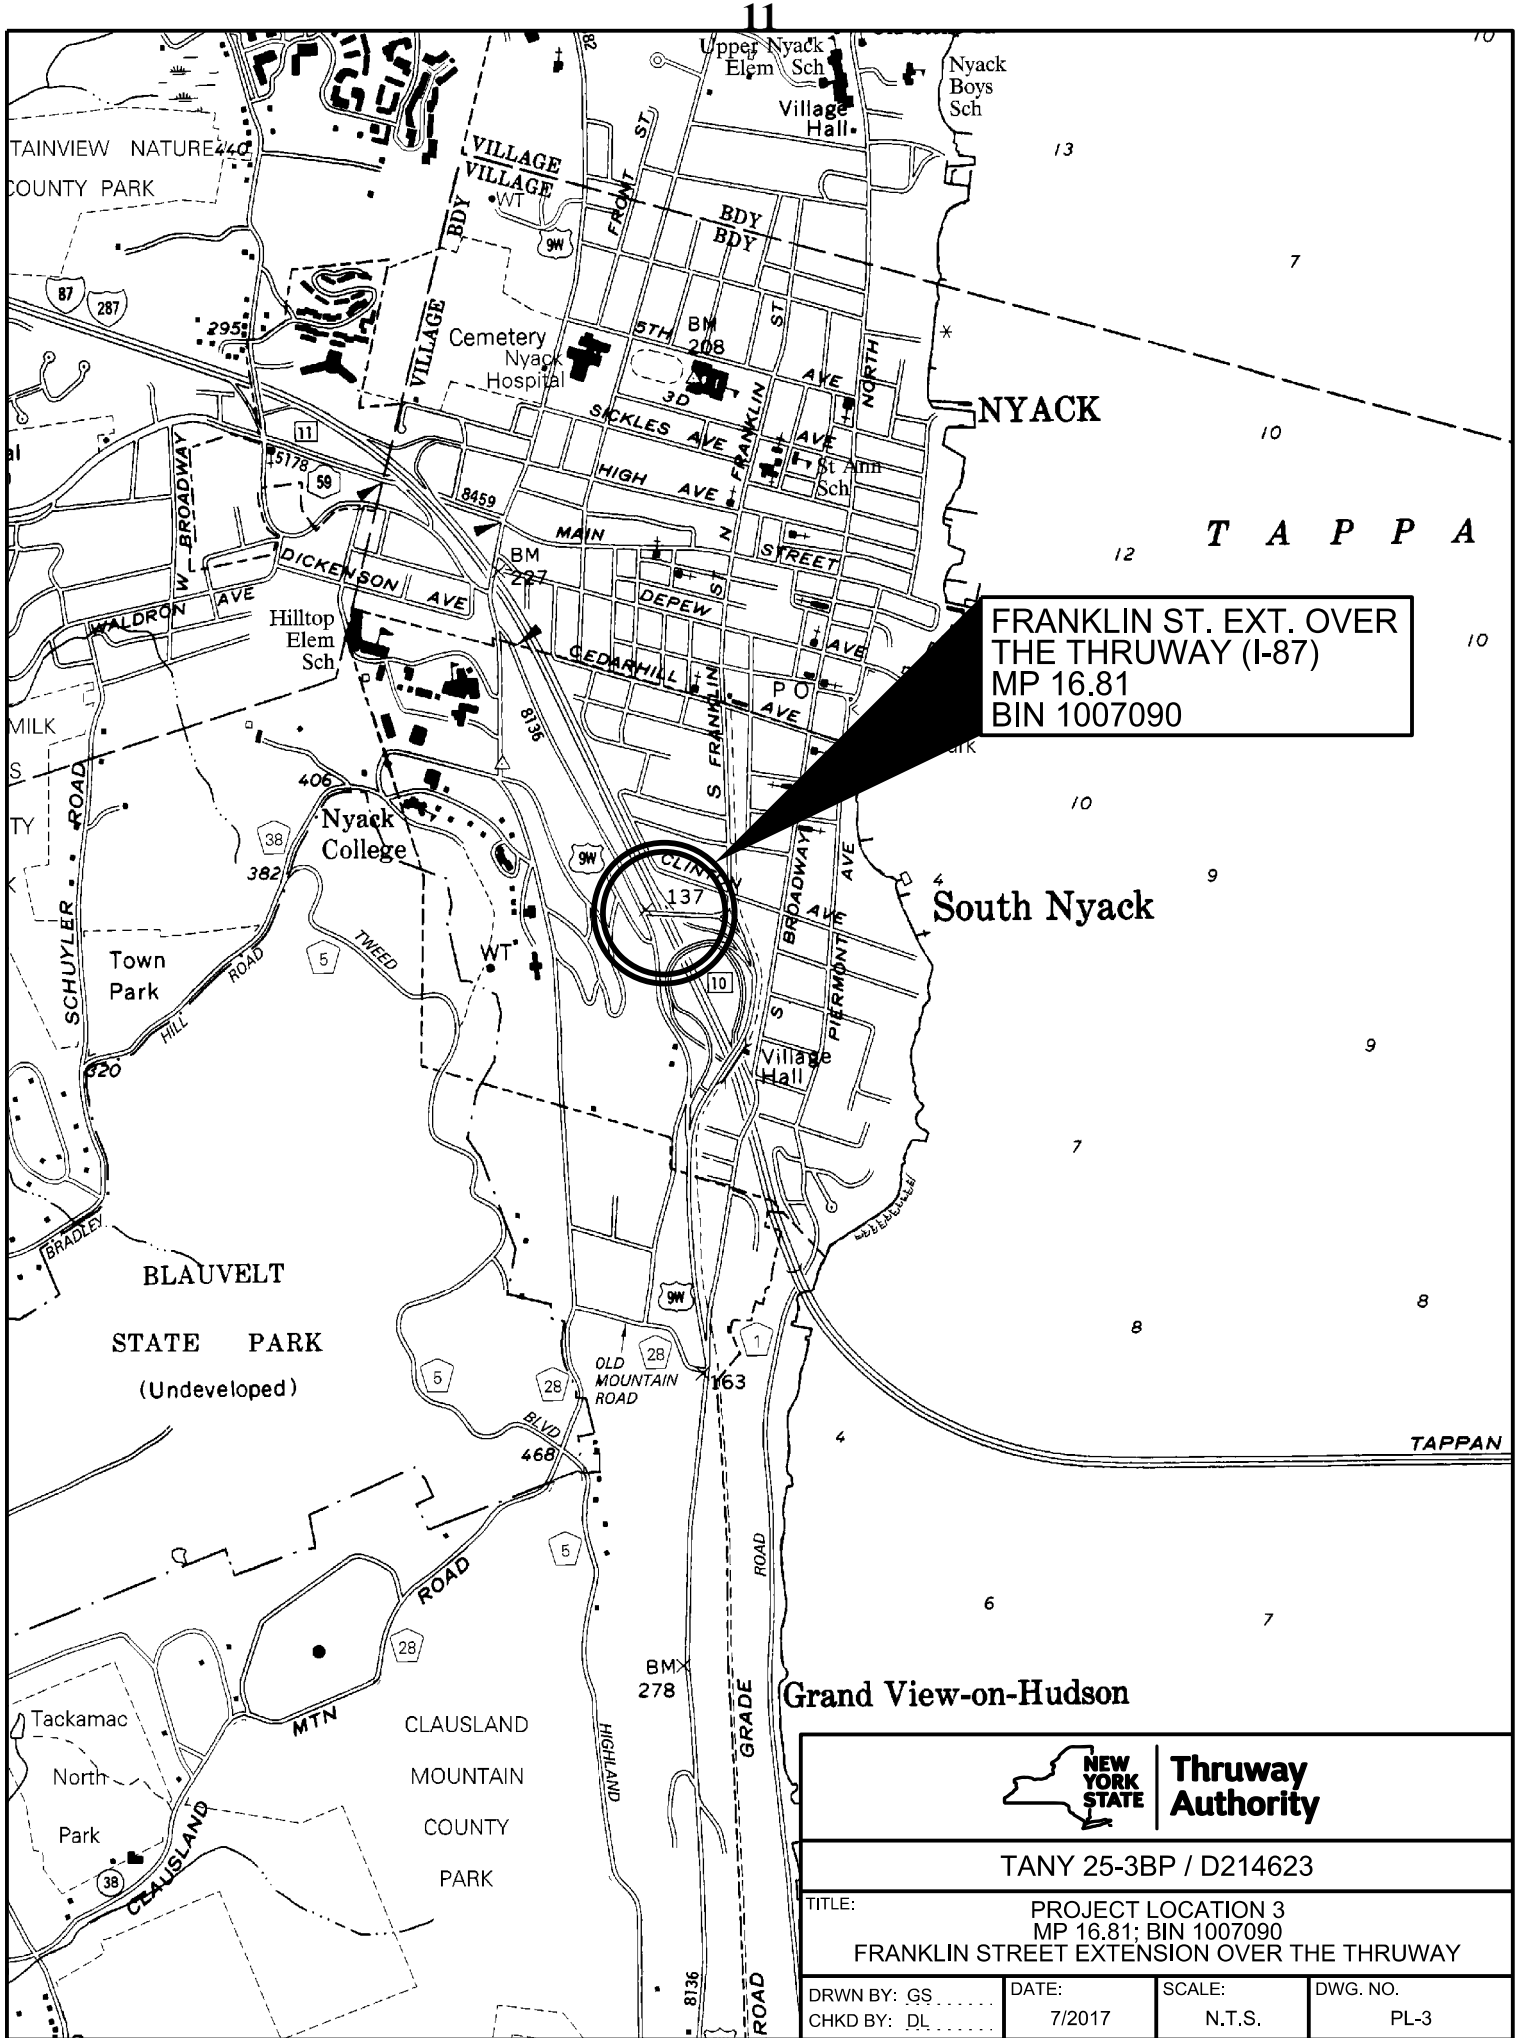 11
Upper Nyack
Elem Sch
Nyack
Boys
Sch
Village
Hall
10
82
13
TAINVIEW NATURE
440
COUNTY PARK
VILLAGE
VILLAGE
BDY
WT
FRONT ST
9W
BDY
BDY
7
87
287
295
VILLAGE
Cemetery
Nyack
Hospital
5TH AVE
BM
208
ST
3D AVE
NORTH
NYACK
10
SICKLES AVE
N FRANKLIN ST
St Ann
Sch
HIGH AVE
11
5178
59
8459
W BROADWAY
MAIN STREET
TAPPA
12
BM
227
DICKENSON AVE
DEPEW AVE
WALDRON AVE
Hilltop
Elem
Sch
CEDARHILL AVE
PO
FRANKLIN ST. EXT. OVER
THE THRUWAY (I-87)
MP 16.81
BIN 1007090
10
MILK
S
TY
8136
S FRANKLIN
10
SCHUYLER ROAD
406
Nyack
College
38
382
9W
CLINTON AVE
137
S BROADWAY
PIERMONT AVE
4
9
South Nyack
Town
Park
HILL ROAD
5
TWEED
WT
10
320
Village
Hall
9
7
BRADLEY
BLAUVELT
STATE PARK
(Undeveloped)
9W
8
8
OLD
MOUNTAIN
ROAD
28
1
5
28
163
BLVD
468
4
TAPPAN
5
ROAD
ROAD
6
7
28
BM
278
Grand View-on-Hudson
GRADE
Tackamac
North
Park
MTN
CLAUSLAND
MOUNTAIN
COUNTY
PARK
HIGHLAND
38
CLAUSLAND
8136
ROAD
NEW
YORK
STATE
Thruway
Authority
TANY 25-3BP / D214623
TITLE:
PROJECT LOCATION 3
MP 16.81; BIN 1007090
FRANKLIN STREET EXTENSION OVER THE THRUWAY
DRWN BY: GS
CHKD BY: DL
DATE:
7/2017
SCALE:
N.T.S.
DWG. NO.
PL-3